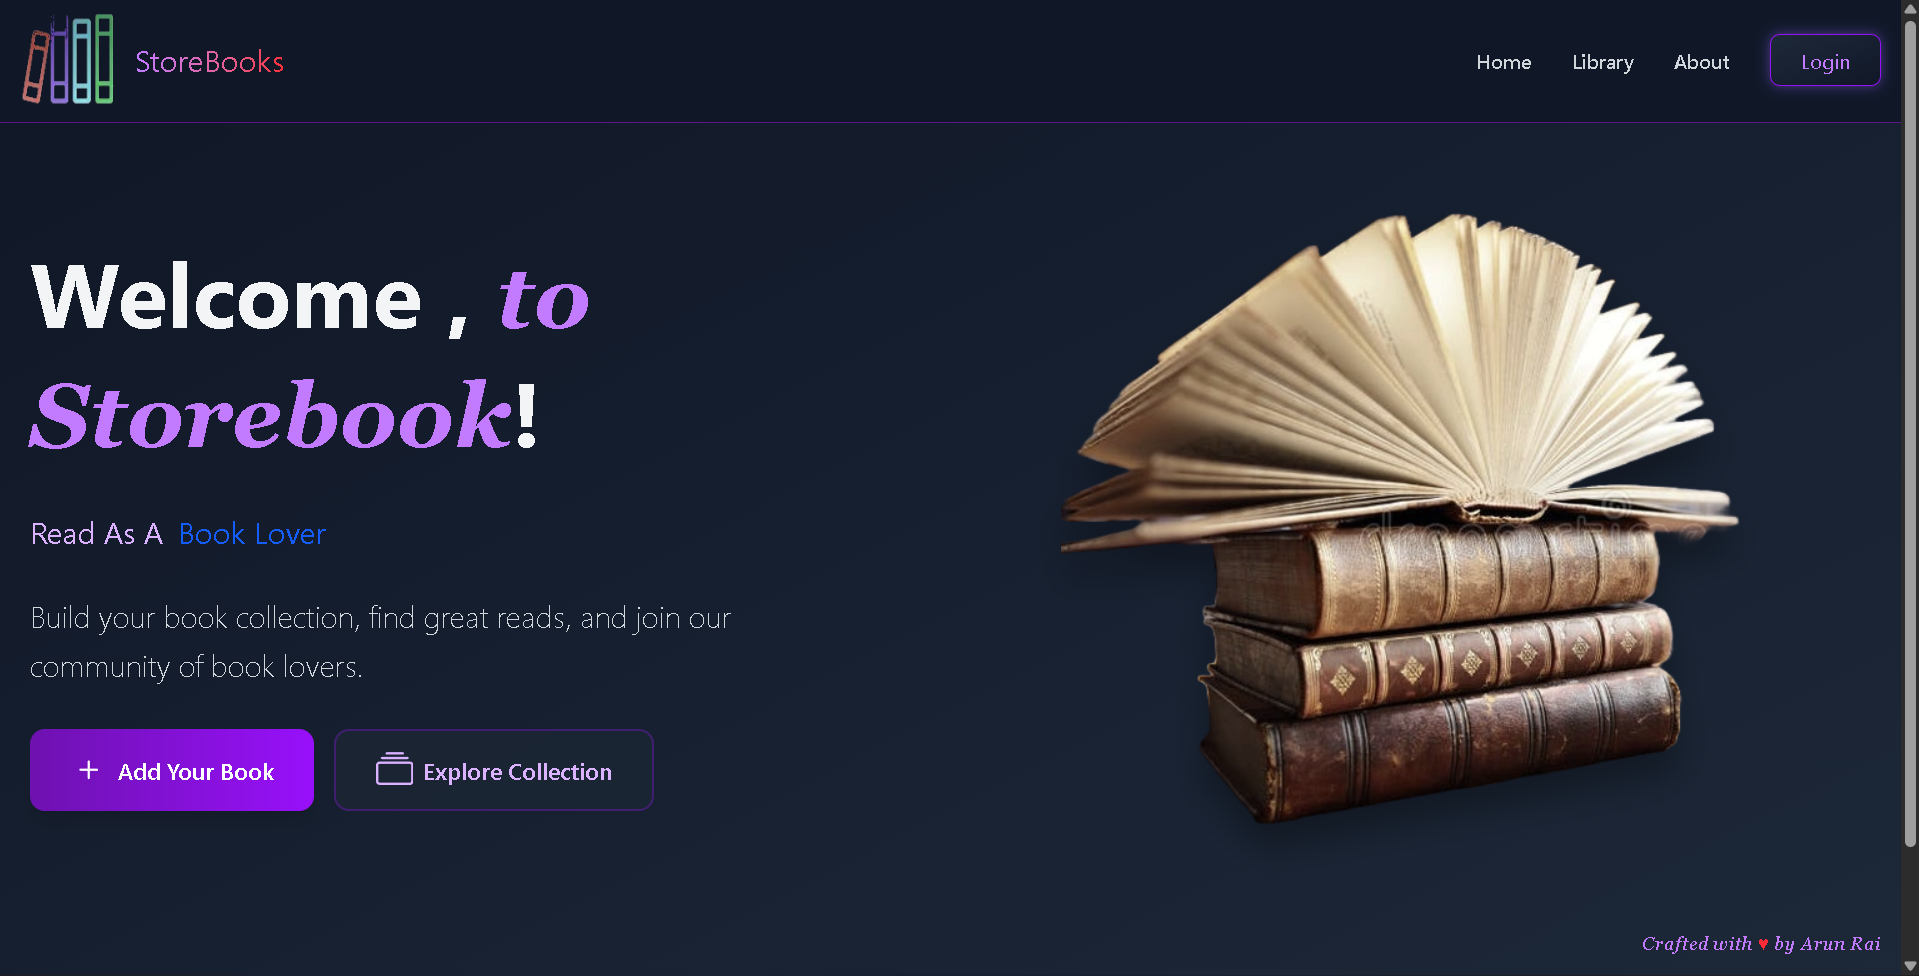 StoreBooks
Home
Library
About
Login
Welcome , to
Storebook!
Read As A Book Lover
Build your book collection, find great reads, and join our
community of book lovers.
+ Add Your Book
Explore Collection
Crafted with ♥ by Arun Rai